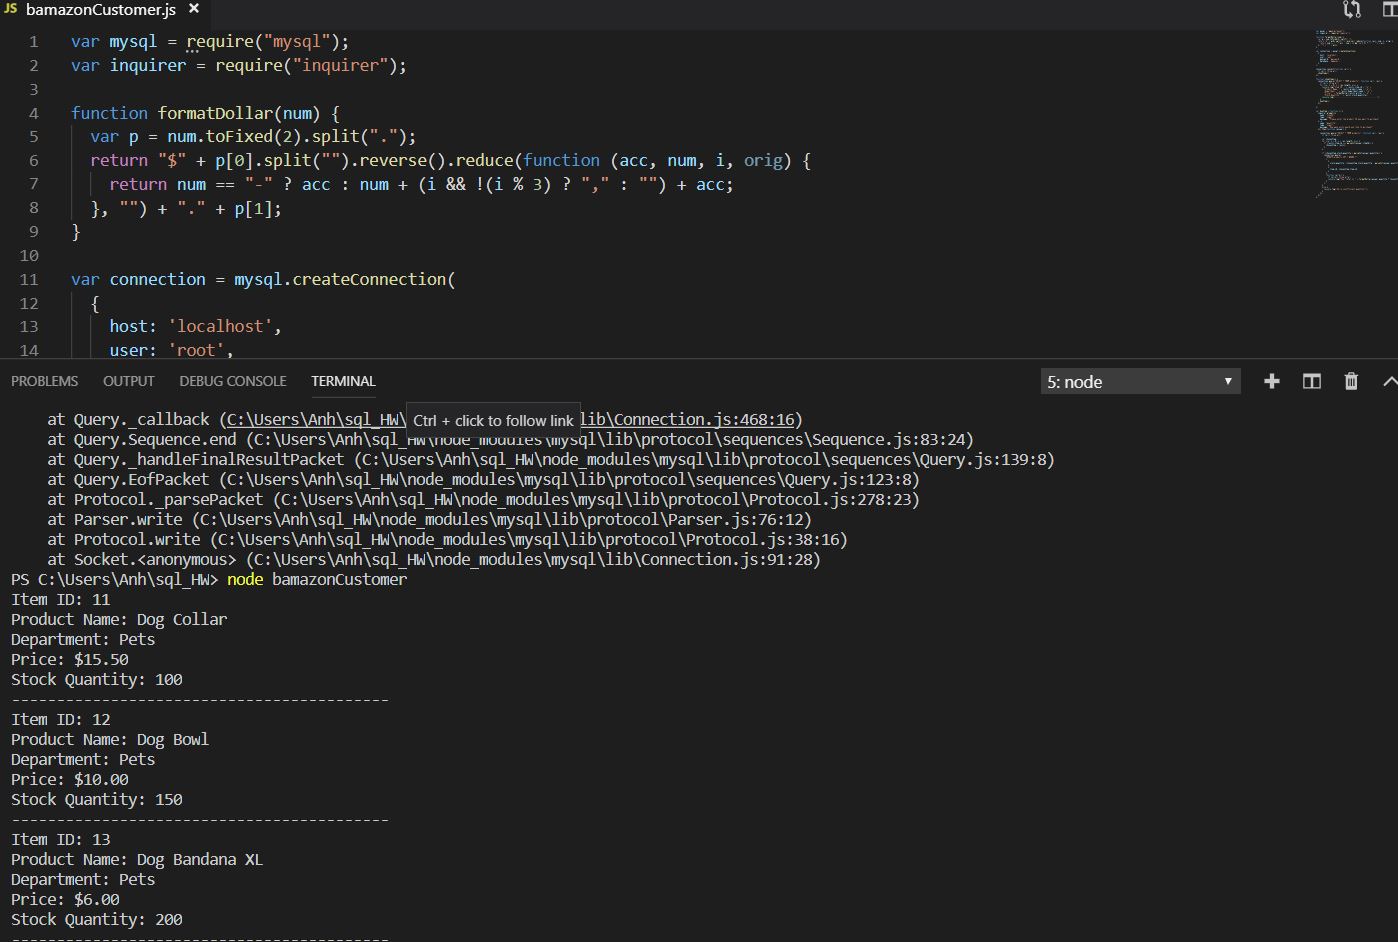 JS bamazonCustomer.js ×
1 var mysql = require("mysql");
2 var inquirer = require("inquirer");
3
4 function formatDollar(num) {
5 var p = num.toFixed(2).split(".");
6 return "$" + p[0].split("").reverse().reduce(function (acc, num, i, orig) {
7 return num == "-" ? acc : num + (i && !(i % 3) ? "," : "") + acc;
8 }, "") + "." + p[1];
9 }
10
11 var connection = mysql.createConnection(
12 {
13 host: 'localhost',
14 user: 'root',
PROBLEMS OUTPUT DEBUG CONSOLE TERMINAL 5: node
at Query._callback (C:\Users\Anh\sql_HW\ lib\Connection.js:468:16)
Ctrl + click to follow link
at Query.Sequence.end (C:\Users\Anh\sql_HW\node_modules\mysql\lib\protocol\sequences\Sequence.js:83:24)
at Query._handleFinalResultPacket (C:\Users\Anh\sql_HW\node_modules\mysql\lib\protocol\sequences\Query.js:139:8)
at Query.EofPacket (C:\Users\Anh\sql_HW\node_modules\mysql\lib\protocol\sequences\Query.js:123:8)
at Protocol._parsePacket (C:\Users\Anh\sql_HW\node_modules\mysql\lib\protocol\Protocol.js:278:23)
at Parser.write (C:\Users\Anh\sql_HW\node_modules\mysql\lib\protocol\Parser.js:76:12)
at Protocol.write (C:\Users\Anh\sql_HW\node_modules\mysql\lib\protocol\Protocol.js:38:16)
at Socket.<anonymous> (C:\Users\Anh\sql_HW\node_modules\mysql\lib\Connection.js:91:28)
PS C:\Users\Anh\sql_HW> node bamazonCustomer
Item ID: 11
Product Name: Dog Collar
Department: Pets
Price: $15.50
Stock Quantity: 100
------------------------------------------
Item ID: 12
Product Name: Dog Bowl
Department: Pets
Price: $10.00
Stock Quantity: 150
------------------------------------------
Item ID: 13
Product Name: Dog Bandana XL
Department: Pets
Price: $6.00
Stock Quantity: 200
------------------------------------------